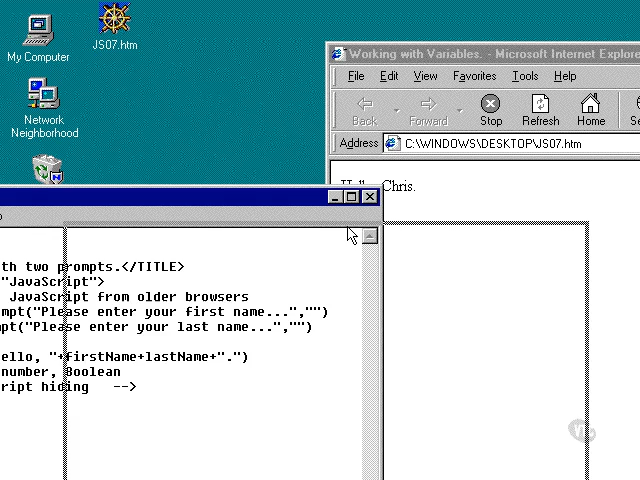 My Computer
JS07.htm
Network
Neighborhood
Working with Variables. - Microsoft Internet Explore
File Edit View Favorites Tools Help
Back Forward Stop Refresh Home Se
Address C:\WINDOWS\DESKTOP\JS07.htm
Hello, Chris.
th two prompts.</TITLE>
"JavaScript">
JavaScript from older browsers
mpt("Please enter your first name...","")
pt("Please enter your last name...","")
ello, "+firstName+lastName+".")
number, Boolean
ript hiding   -->